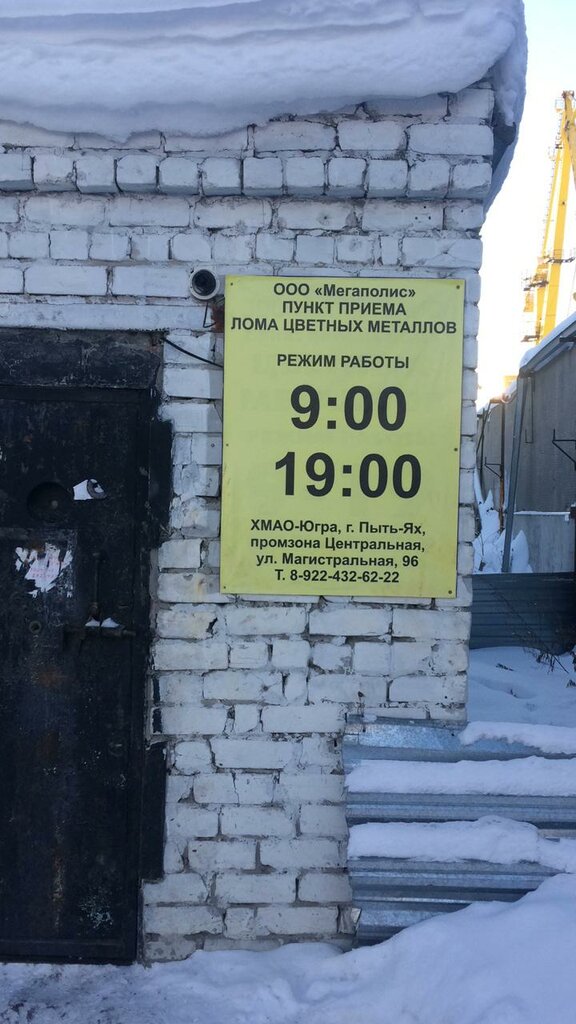 ООО «Мегаполис»
ПУНКТ ПРИЕМА
ЛОМА ЦВЕТНЫХ МЕТАЛЛОВ
РЕЖИМ РАБОТЫ
9:00
19:00
ХМАО-Югра, г. Пыть-Ях,
промзона Центральная,
ул. Магистральная, 96
Т. 8-922-432-62-22